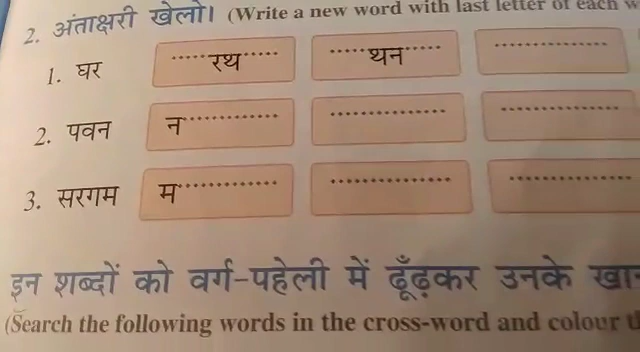 2. अंताक्षरी खेलो। (Write a new word with last letter of each
1. घर रथ थन
2. पवन न
3. सरगम म
इन शब्दों को वर्ग-पहेली में ढूँढ़कर उनके
(Search the following words in the cross-word and colour